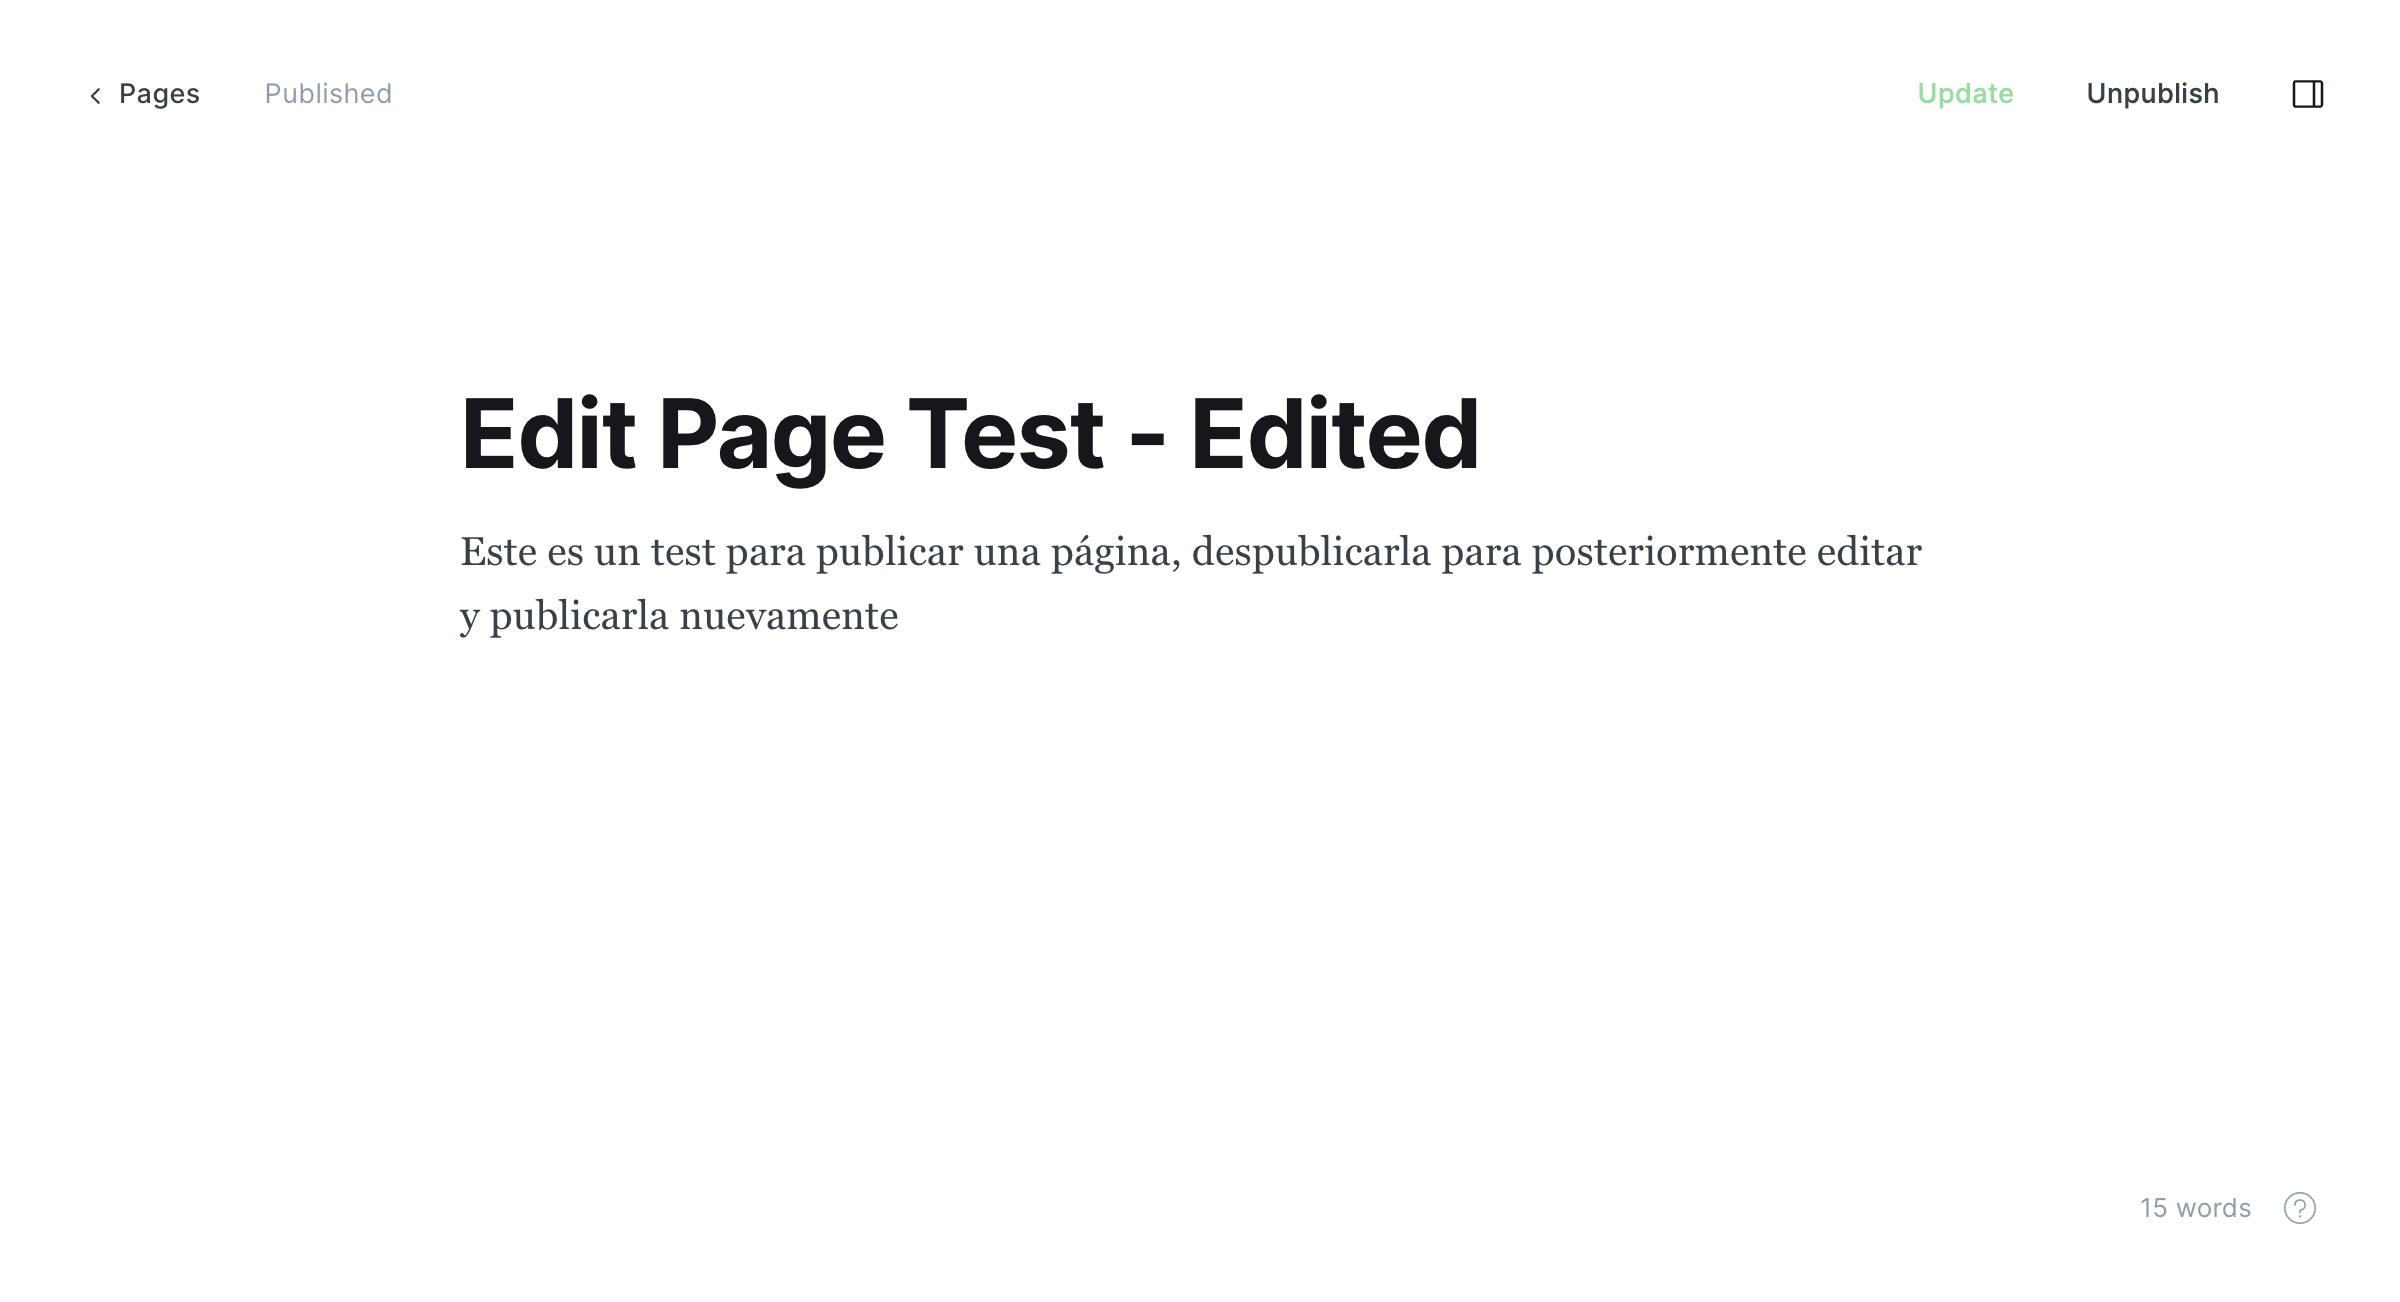 Pages
Published
Update
Unpublish
Edit Page Test - Edited
Este es un test para publicar una página, despublicarla para posteriormente editar
y publicarla nuevamente
15 words
?